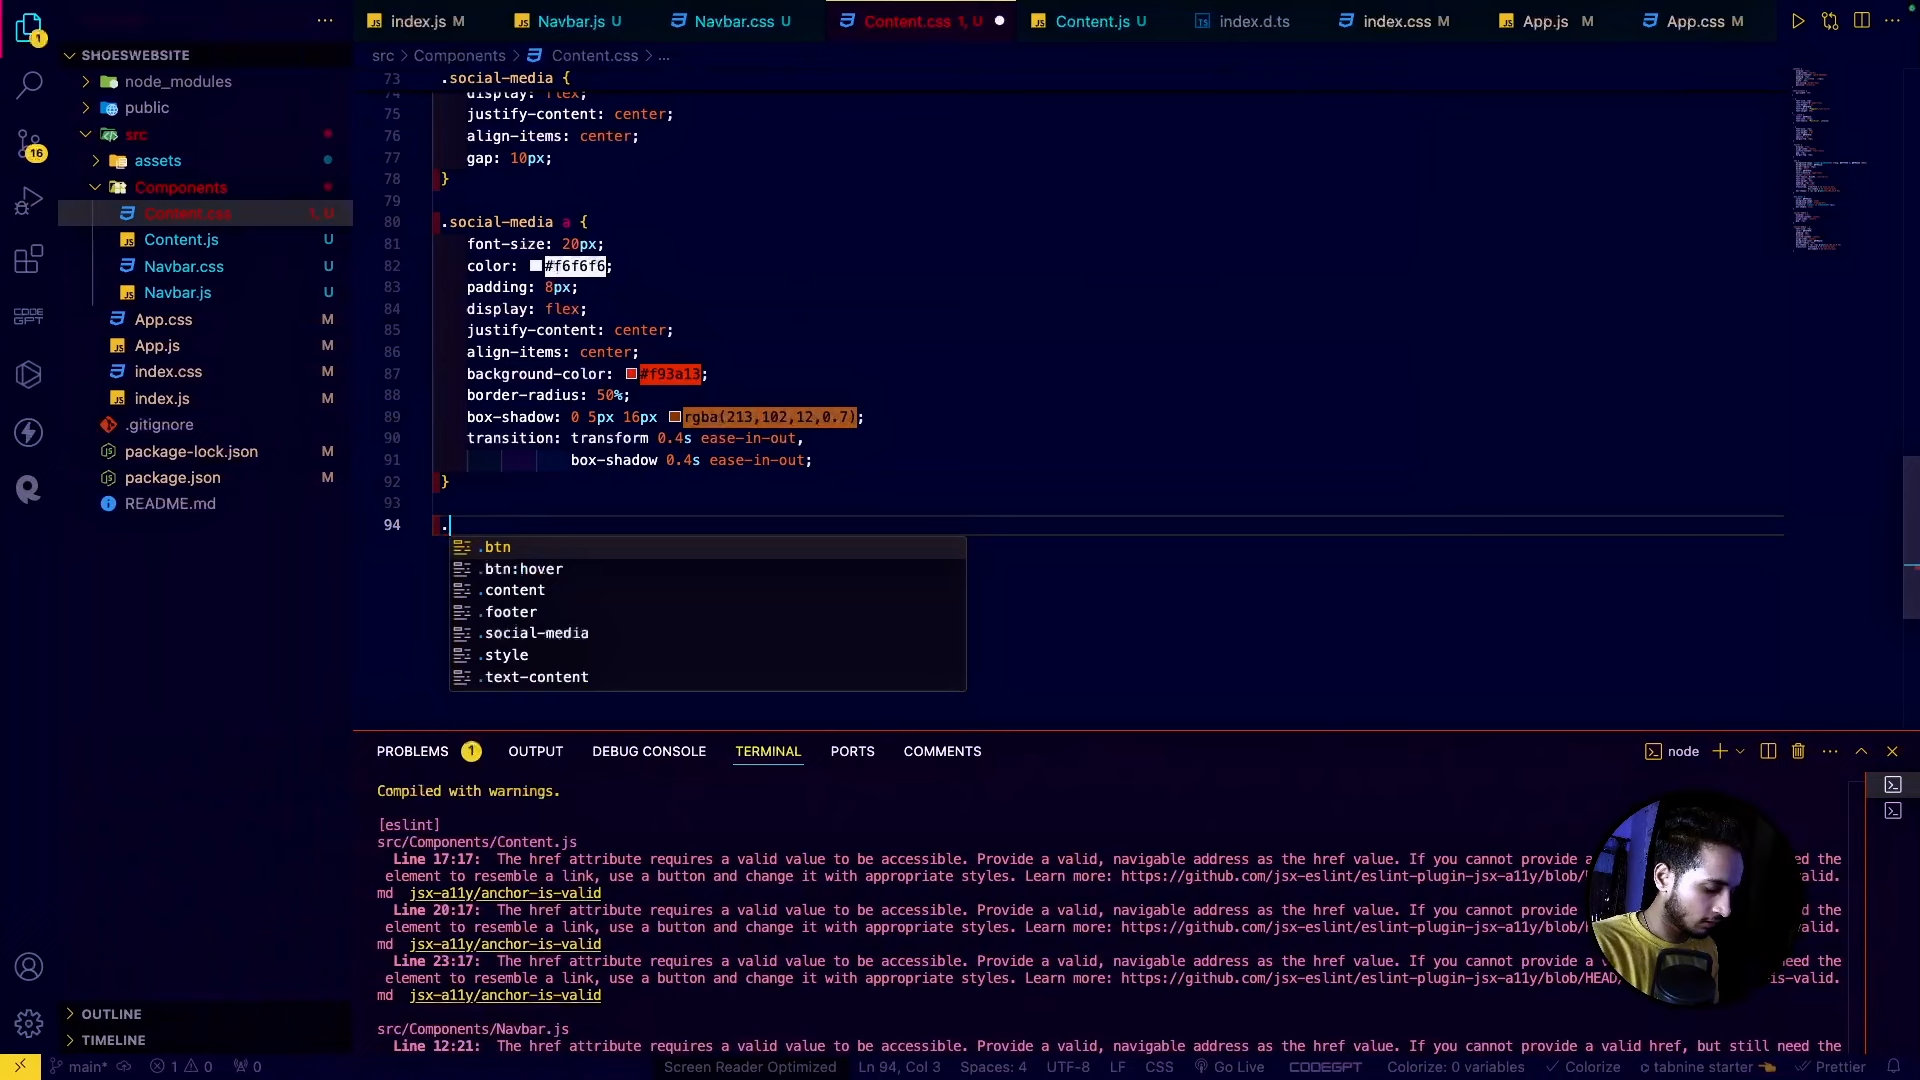 index.js M
Navbar.js U
Navbar.css U
Content.css 1, U
Content.js U
index.d.ts
index.css M
App.js M
App.css M
1
SHOESWEBSITE
node_modules
public
src
assets
Components
Content.css 1, U
Content.js U
Navbar.css U
Navbar.js U
App.css M
App.js M
index.css M
index.js M
.gitignore
package-lock.json M
package.json M
README.md
16
CODE
GPT
OUTLINE
TIMELINE
src > Components > Content.css > ...
73 .social-media {
74 display: flex;
75 justify-content: center;
76 align-items: center;
77 gap: 10px;
78 }
79
80 .social-media a {
81 font-size: 20px;
82 color: #f6f6f6;
83 padding: 8px;
84 display: flex;
85 justify-content: center;
86 align-items: center;
87 background-color: #f93a13;
88 border-radius: 50%;
89 box-shadow: 0 5px 16px rgba(213,102,12,0.7);
90 transition: transform 0.4s ease-in-out,
91 box-shadow 0.4s ease-in-out;
92 }
93
94 .
.btn
.btn:hover
.content
.footer
.social-media
.style
.text-content
PROBLEMS 1 OUTPUT DEBUG CONSOLE TERMINAL PORTS COMMENTS node
Compiled with warnings.
[eslint]
src/Components/Content.js
Line 17:17: The href attribute requires a valid value to be accessible. Provide a valid, navigable address as the href value. If you cannot provide a ed the
element to resemble a link, use a button and change it with appropriate styles. Learn more: https://github.com/jsx-eslint/eslint-plugin-jsx-a11y/blob/ valid.
md jsx-a11y/anchor-is-valid
Line 20:17: The href attribute requires a valid value to be accessible. Provide a valid, navigable address as the href value. If you cannot provide d the
element to resemble a link, use a button and change it with appropriate styles. Learn more: https://github.com/jsx-eslint/eslint-plugin-jsx-a11y/blob/ valid.
md jsx-a11y/anchor-is-valid
Line 23:17: The href attribute requires a valid value to be accessible. Provide a valid, navigable address as the href value. If you cannot provide a need the
element to resemble a link, use a button and change it with appropriate styles. Learn more: https://github.com/jsx-eslint/eslint-plugin-jsx-a11y/blob/HEAD/ is-valid.
md jsx-a11y/anchor-is-valid
src/Components/Navbar.js
Line 12:21: The href attribute requires a valid value to be accessible. Provide a valid, navigable address as the href value. If you cannot provide a valid href, but still need the
main* 1 0 0 Screen Reader Optimized Ln 94, Col 3 Spaces: 4 UTF-8 LF CSS Go Live CODEGPT Colorize: 0 variables Colorize tabnine starter Prettier